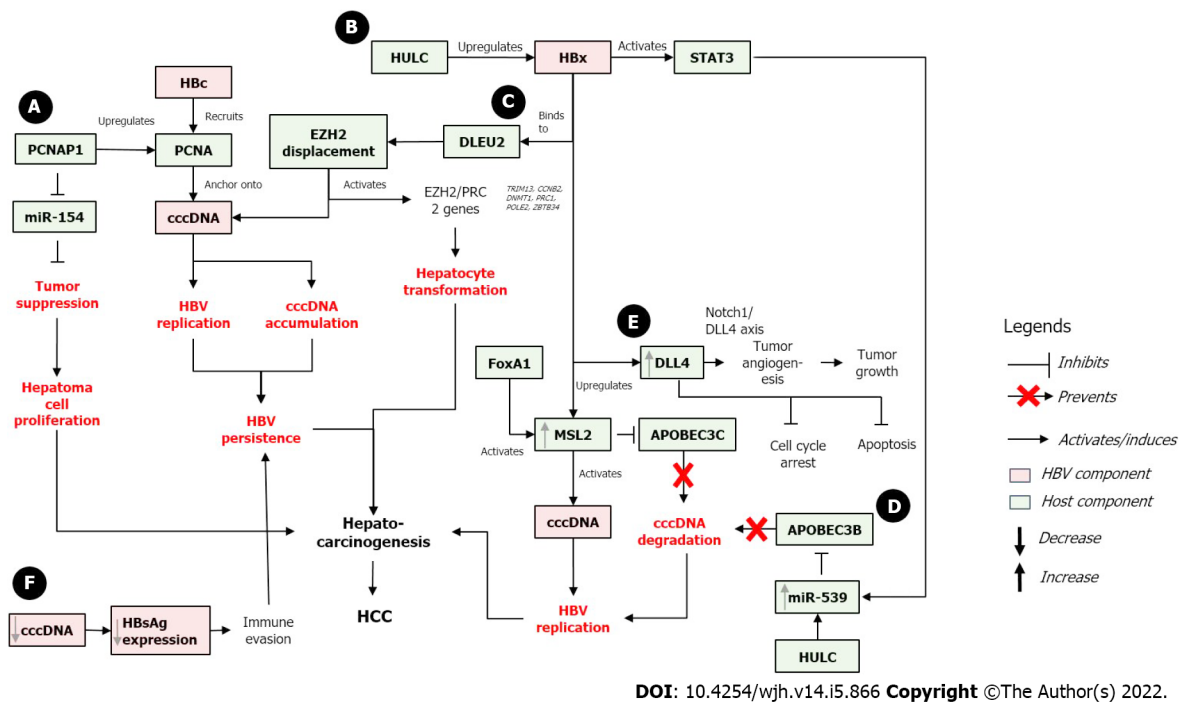 B
HULC
Upregulates
HBx
Activates
STAT3
HBc
A
Recruits
C
Upregulates
Binds
to
PCNAP1
PCNA
EZH2
displacement
DLEU2
Anchor onto
Activates
EZH2/PRC
2 genes
TRIM13, CCNB2,
DNMT1, PRC1,
POLE2, ZBTB34
miR-154
cccDNA
Tumor
suppression
HBV
replication
cccDNA
accumulation
Hepatocyte
transformation
E
Notch1/
DLL4 axis
Tumor
angiogen-
esis
Tumor
growth
DLL4
FoxA1
Upregulates
Hepatoma
cell
proliferation
HBV
persistence
Activates
MSL2
APOBEC3C
Cell cycle
arrest
Apoptosis
Activates
cccDNA
cccDNA
degradation
D
APOBEC3B
Hepato-
carcinogenesis
HCC
HBV
replication
miR-539
HULC
F
cccDNA
HBsAg
expression
Immune
evasion
Legends
Inhibits
Prevents
Activates/induces
HBV component
Host component
Decrease
Increase
DOI: 10.4254/wjh.v14.i5.866 Copyright ©The Author(s) 2022.